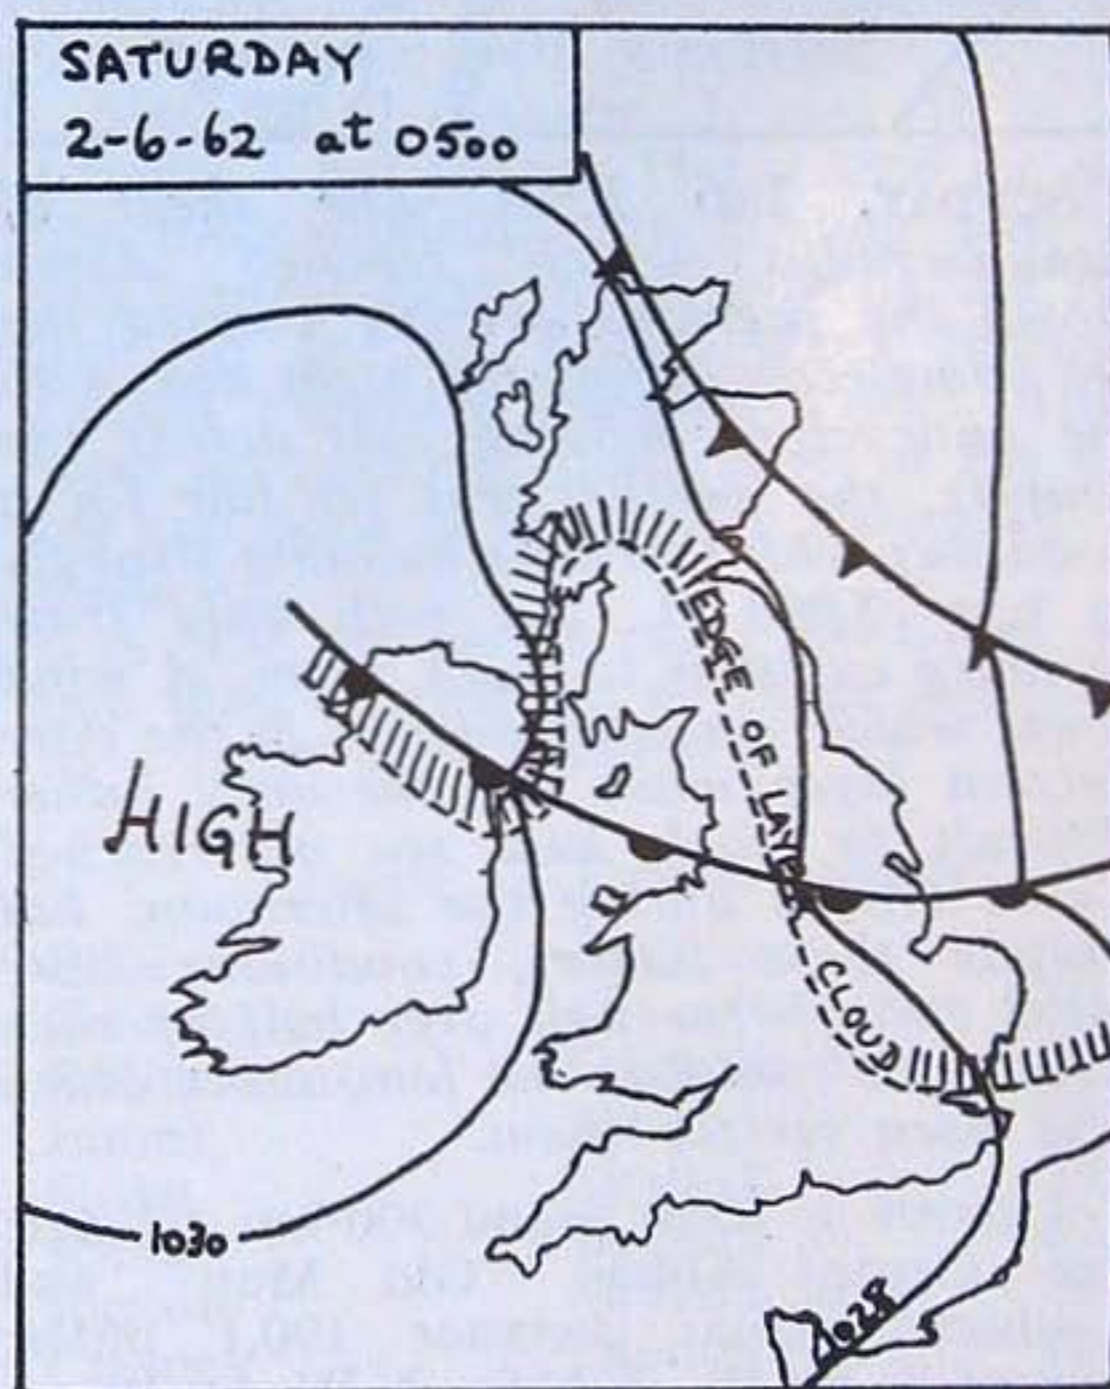 SATURDAY
2-6-62 at 0500
EDGE OF LAYER
CLOUD
HIGH
1030
1028